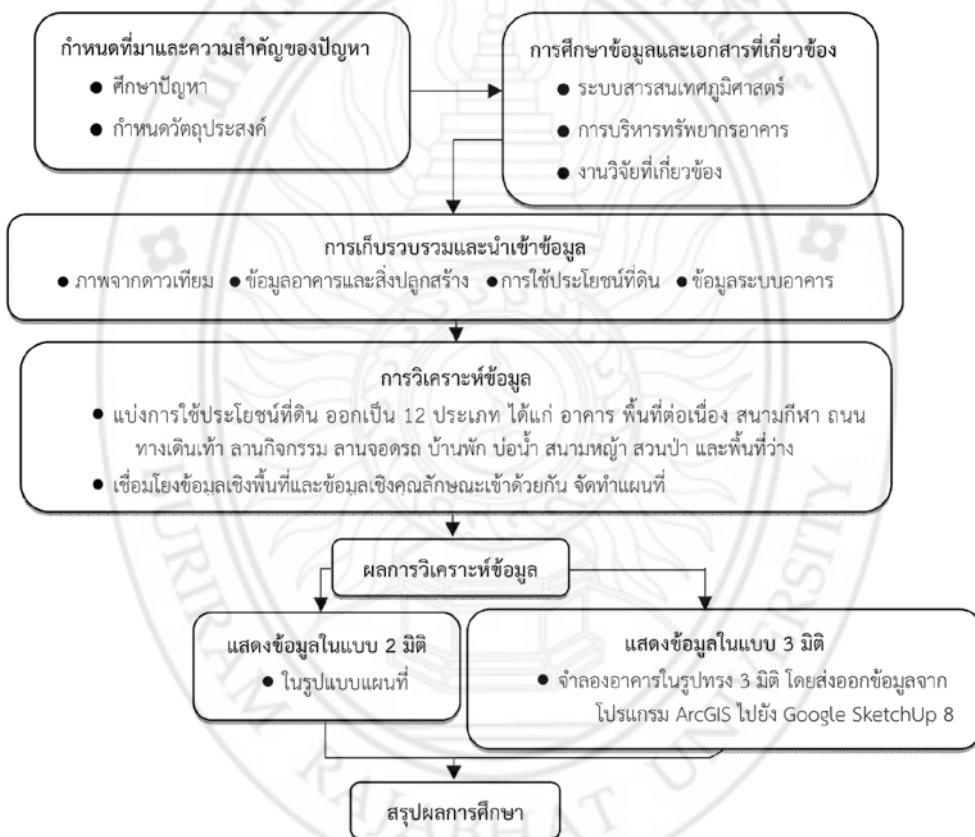 กำหนดที่มาและความสำคัญของปัญหา
● ศึกษาปัญหา
● กำหนดวัตถุประสงค์
การศึกษาข้อมูลและเอกสารที่เกี่ยวข้อง
● ระบบสารสนเทศภูมิศาสตร์
● การบริหารทรัพยากรอาคาร
● งานวิจัยที่เกี่ยวข้อง
การเก็บรวบรวมและนำเข้าข้อมูล
● ภาพจากดาวเทียม ● ข้อมูลอาคารและสิ่งปลูกสร้าง ● การใช้ประโยชน์ที่ดิน ● ข้อมูลระบบอาคาร
การวิเคราะห์ข้อมูล
● แบ่งการใช้ประโยชน์ที่ดิน ออกเป็น 12 ประเภท ได้แก่ อาคาร พื้นที่ต่อเนื่อง สนามกีฬา ถนน
ทางเดินเท้า ลานกิจกรรม ลานจอดรถ บ้านพัก บ่อน้ำ สนามหญ้า สวนป่า และพื้นที่ว่าง
● เชื่อมโยงข้อมูลเชิงพื้นที่และข้อมูลเชิงคุณลักษณะเข้าด้วยกัน จัดทำแผนที่
ผลการวิเคราะห์ข้อมูล
แสดงข้อมูลในแบบ 2 มิติ
● ในรูปแบบแผนที่
แสดงข้อมูลในแบบ 3 มิติ
● จำลองอาคารในรูปทรง 3 มิติ โดยส่งออกข้อมูลจาก
โปรแกรม ArcGIS ไปยัง Google SketchUp 8
สรุปผลการศึกษา
BURIRAM RAJABHAT UNIVERSITY